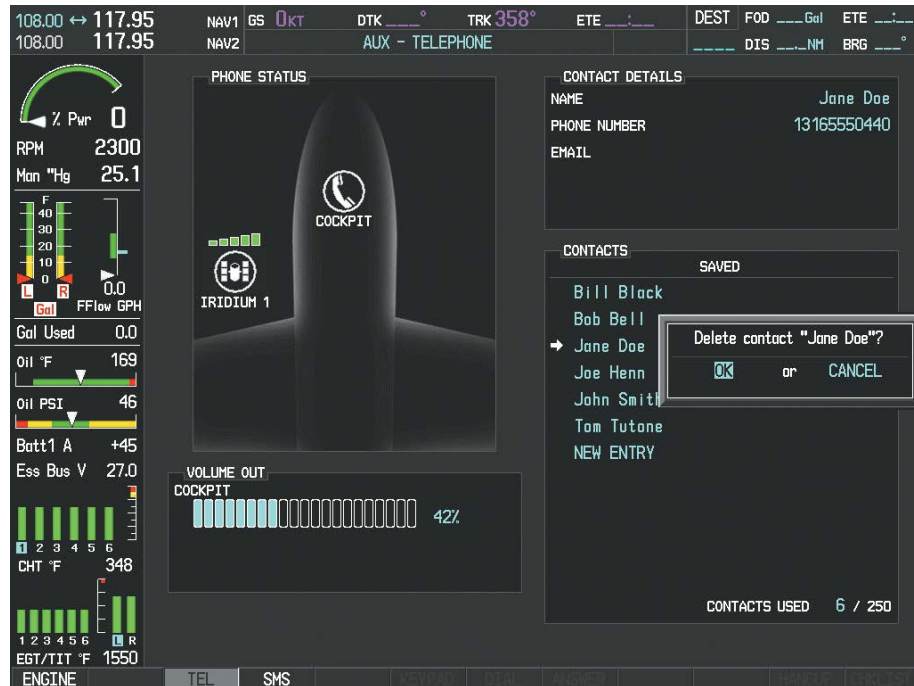 108.00 ↔ 117.95 NAV1 GS 0KT DTK ___° TRK 358° ETE __:__ DEST FOD ___Gal ETE __:__
108.00 117.95 NAV2 AUX - TELEPHONE ____ DIS __._NM BRG ___°
PHONE STATUS
COCKPIT
IRIDIUM 1
VOLUME OUT
COCKPIT
42%
CONTACT DETAILS
NAME Jane Doe
PHONE NUMBER 13165550440
EMAIL
CONTACTS
SAVED
Bill Black
Bob Bell
Jane Doe
Joe Henn
John Smith
Tom Tutone
NEW ENTRY
Delete contact "Jane Doe"?
OK or CANCEL
CONTACTS USED 6 / 250
% Pwr 0
RPM 2300
Man "Hg 25.1
F
40
30
20
10
0
L R
Gal
0.0
FFlow GPH
Gal Used 0.0
Oil °F 169
Oil PSI 46
Batt1 A +45
Ess Bus V 27.0
1 2 3 4 5 6
CHT °F 348
1 2 3 4 5 6 L R
EGT/TIT °F 1550
ENGINE TEL SMS KEYPAD DIAL ANSWER HANGUP CHKLIST